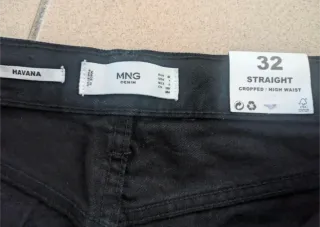 HAVANA
MNG
DENIM
32
STRAIGHT
CROPPED · HIGH WAIST